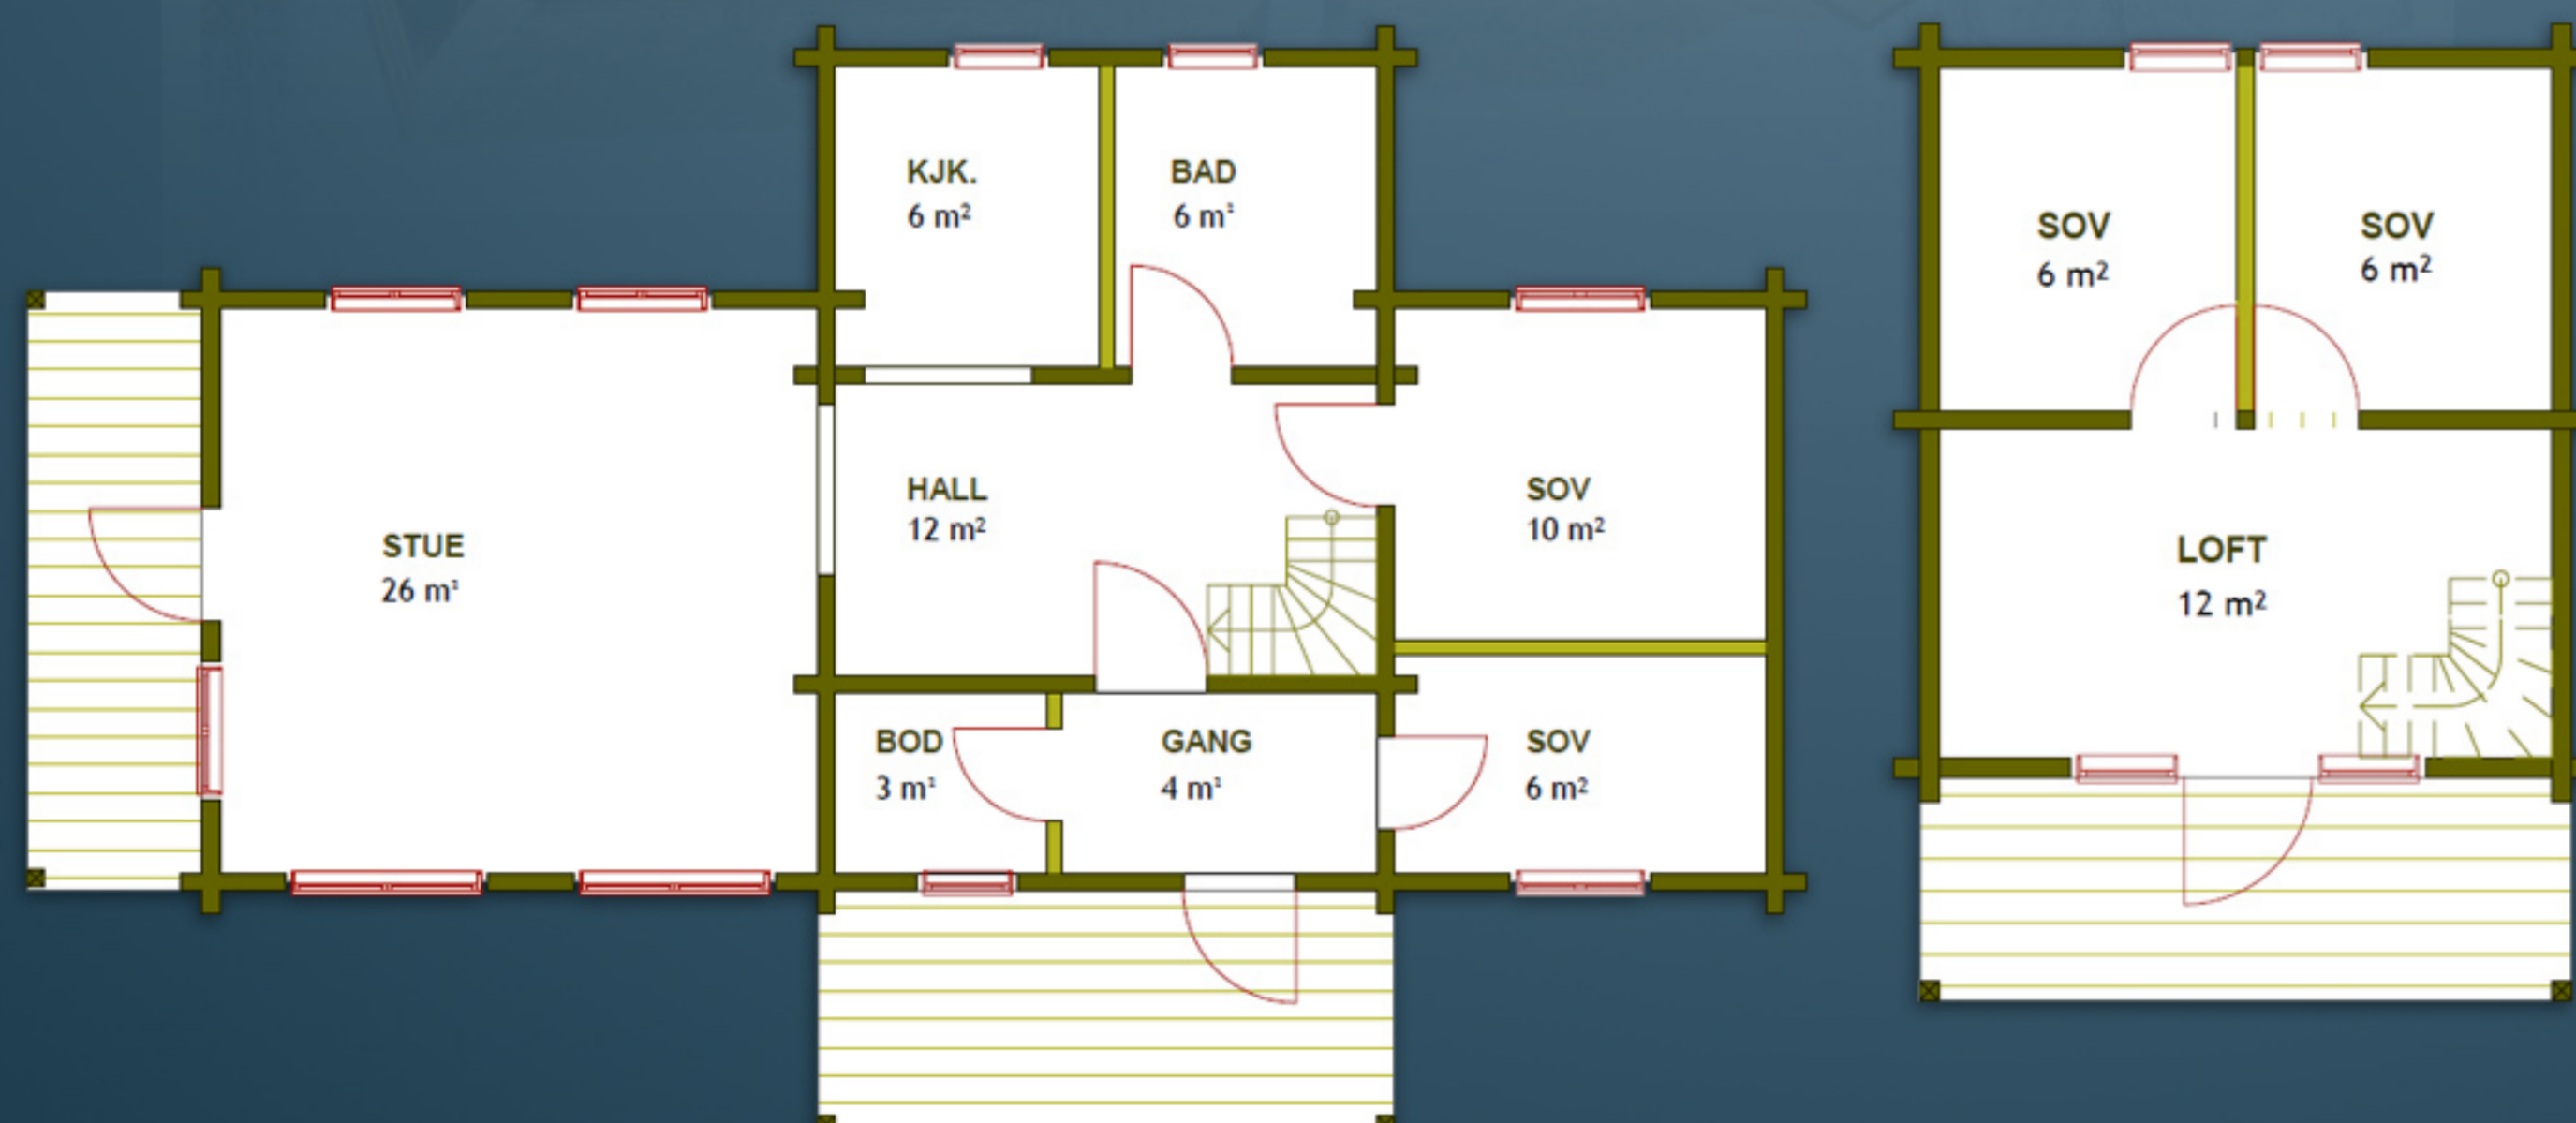 KJK.
6 m²
BAD
6 m²
STUE
26 m²
HALL
12 m²
SOV
10 m²
BOD
3 m²
GANG
4 m²
SOV
6 m²
SOV
6 m²
SOV
6 m²
LOFT
12 m²